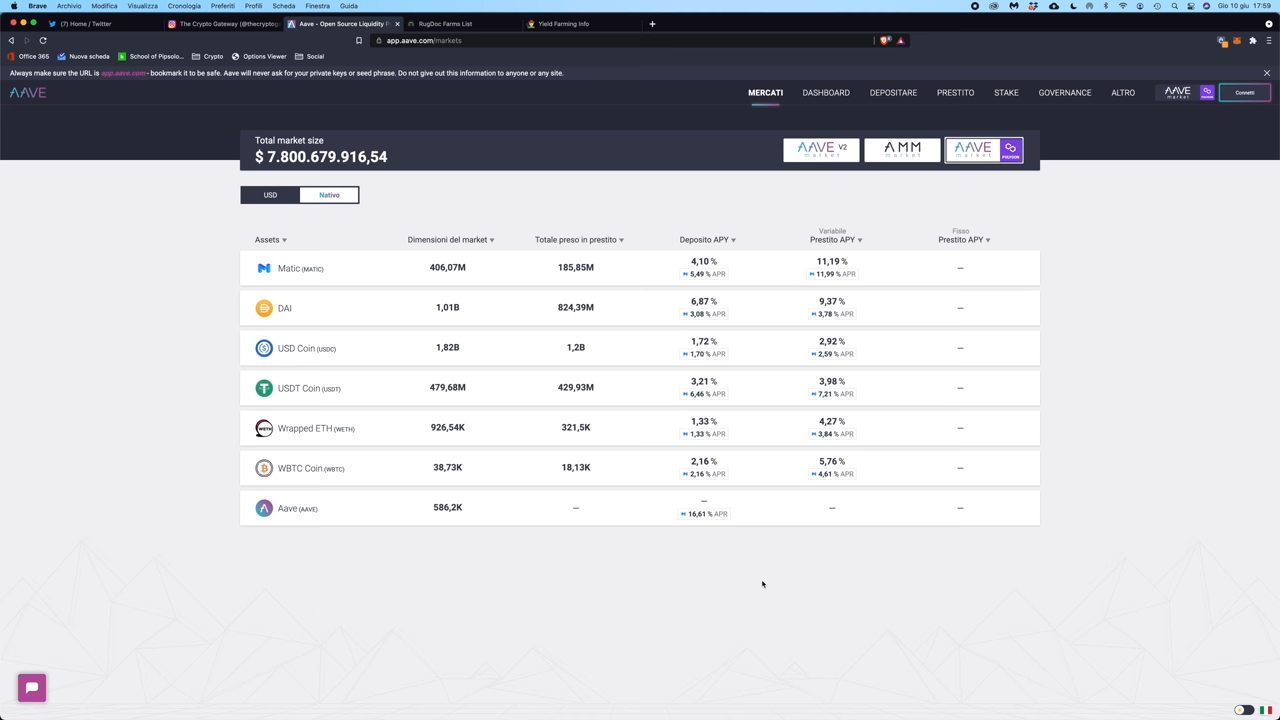 Brave Archivio Modifica Visualizza Cronologia Preferiti Profili Scheda Finestra Guida Gio 10 giu 17:59
(7) Home / Twitter The Crypto Gateway (@thecryptog Aave - Open Source Liquidity P RugDoc Farms List Yield Farming Info
app.aave.com/markets
Office 365 Nuova scheda School of Pipsolo... Crypto Options Viewer Social
Always make sure the URL is app.aave.com - bookmark it to be safe. Aave will never ask for your private keys or seed phrase. Do not give out this information to anyone or any site.
AAVE MERCATI DASHBOARD DEPOSITARE PRESTITO STAKE GOVERNANCE ALTRO AAVE market POLYGON Connetti
Total market size
$ 7.800.679.916,54
AAVE market V2 AMM market AAVE market POLYGON
USD Nativo
Assets Dimensioni del market Totale preso in prestito Deposito APY Variabile Prestito APY Fisso Prestito APY
Matic (MATIC) 406,07M 185,85M 4,10 % 11,19 % —
5,49 % APR 11,99 % APR
DAI 1,01B 824,39M 6,87 % 9,37 % —
3,08 % APR 3,78 % APR
USD Coin (USDC) 1,82B 1,2B 1,72 % 2,92 % —
1,70 % APR 2,59 % APR
USDT Coin (USDT) 479,68M 429,93M 3,21 % 3,98 % —
6,46 % APR 7,21 % APR
WETH Wrapped ETH (WETH) 926,54K 321,5K 1,33 % 4,27 % —
1,33 % APR 3,84 % APR
WBTC Coin (WBTC) 38,73K 18,13K 2,16 % 5,76 % —
2,16 % APR 4,61 % APR
Aave (AAVE) 586,2K — — — —
16,61 % APR